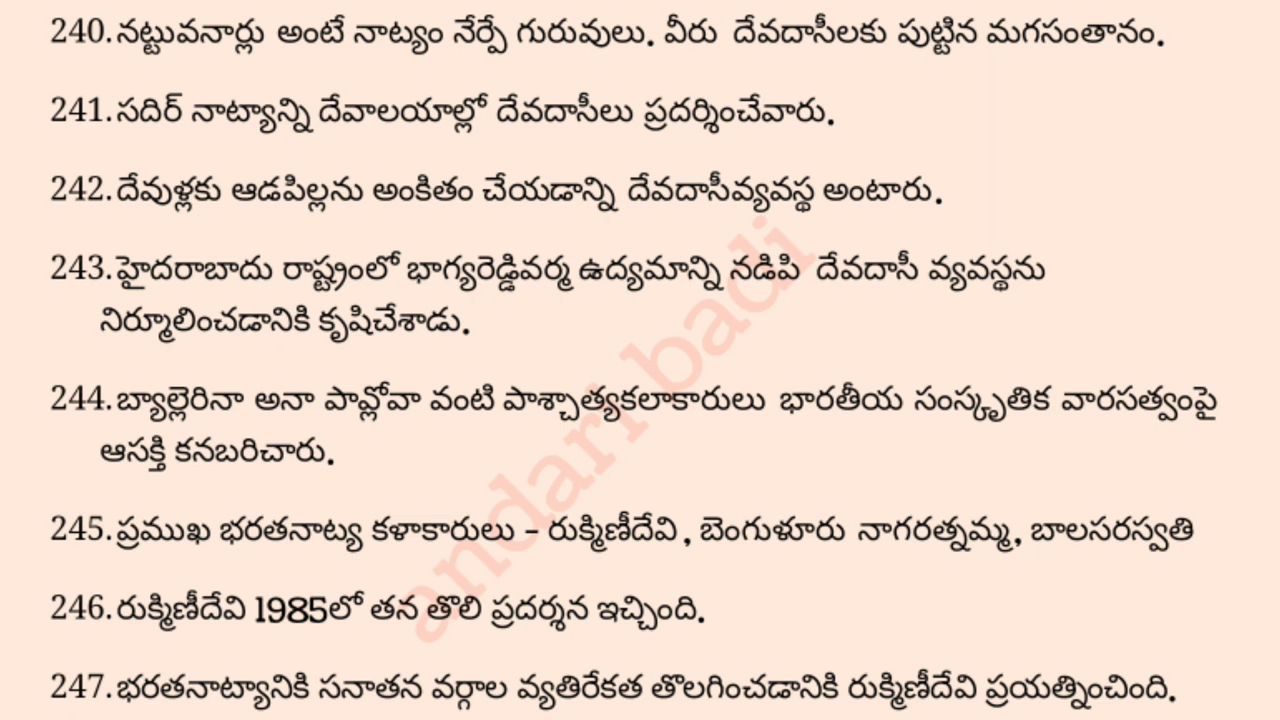 240. నట్టువనార్లు అంటే నాట్యం నేర్పే గురువులు. వీరు దేవదాసీలకు పుట్టిన మగసంతానం.
241. సదిర్ నాట్యాన్ని దేవాలయాల్లో దేవదాసీలు ప్రదర్శించేవారు.
242. దేవుళ్లకు ఆడపిల్లను అంకితం చేయడాన్ని దేవదాసీవ్యవస్థ అంటారు.
243. హైదరాబాదు రాష్ట్రంలో భాగ్యరెడ్డివర్మ ఉద్యమాన్ని నడిపి దేవదాసీ వ్యవస్థను
నిర్మూలించడానికి కృషిచేశాడు.
244. బ్యాల్లెరినా అనా పావ్లోవా వంటి పాశ్చాత్యకలాకారులు భారతీయ సంస్కృతిక వారసత్వంపై
ఆసక్తి కనబరిచారు.
245. ప్రముఖ భరతనాట్య కళాకారులు – రుక్మిణీదేవి, బెంగుళూరు నాగరత్నమ్మ, బాలసరస్వతి
246. రుక్మిణీదేవి 1985లో తన తొలి ప్రదర్శన ఇచ్చింది.
247. భరతనాట్యానికి సనాతన వర్గాల వ్యతిరేకత తొలగించడానికి రుక్మిణీదేవి ప్రయత్నించింది.
andari badi